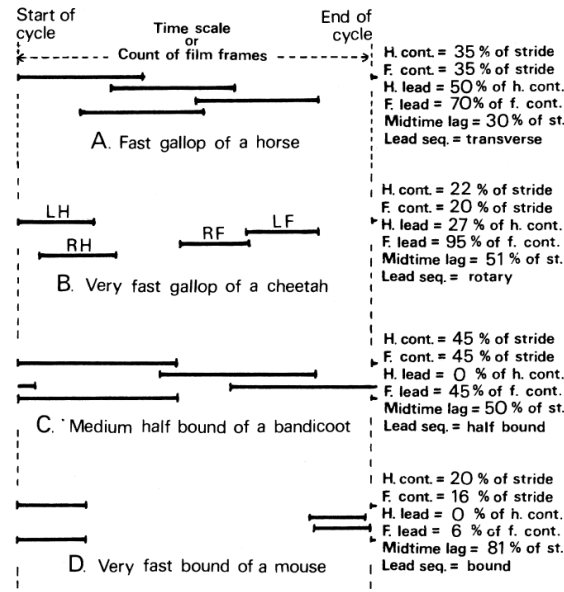 Start of cycle
Time scale
or
Count of film frames
End of cycle
H. cont. = 35 % of stride
F. cont. = 35 % of stride
H. lead = 50 % of h. cont.
F. lead = 70 % of f. cont.
Midtime lag = 30 % of st.
Lead seq. = transverse
A. Fast gallop of a horse
LH
RH
RF
LF
H. cont. = 22 % of stride
F. cont. = 20 % of stride
H. lead = 27 % of h. cont.
F. lead = 95 % of f. cont.
Midtime lag = 51 % of st.
Lead seq. = rotary
B. Very fast gallop of a cheetah
H. cont. = 45 % of stride
F. cont. = 45 % of stride
H. lead = 0 % of h. cont.
F. lead = 45 % of f. cont.
Midtime lag = 50 % of st.
Lead seq. = half bound
C. Medium half bound of a bandicoot
H. cont. = 20 % of stride
F. cont. = 16 % of stride
H. lead = 0 % of h. cont.
F. lead = 6 % of f. cont.
Midtime lag = 81 % of st.
Lead seq. = bound
D. Very fast bound of a mouse